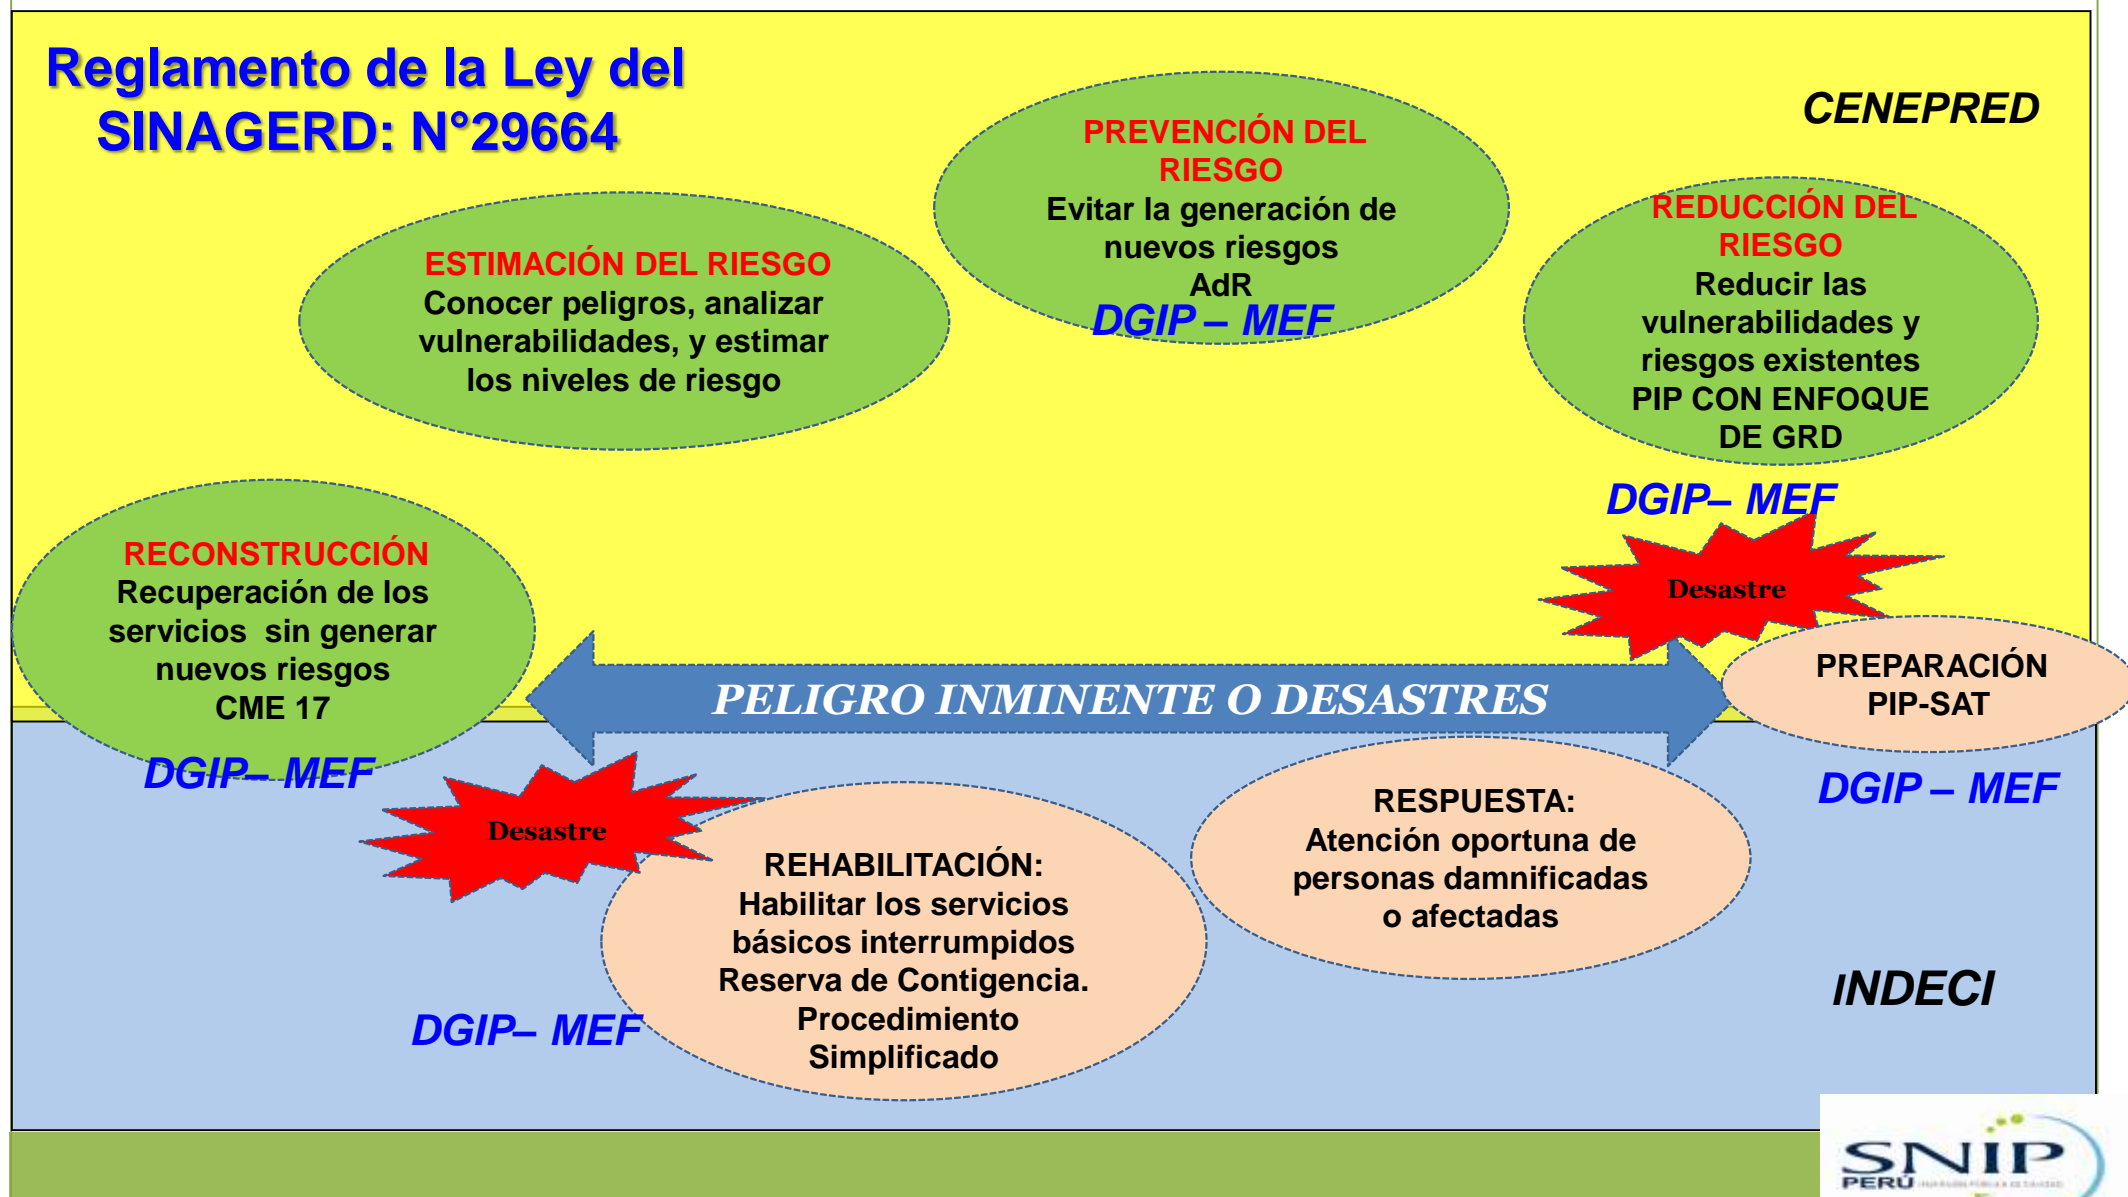 Reglamento de la Ley del
SINAGERD: N°29664
CENEPRED
PREVENCIÓN DEL
RIESGO
Evitar la generación de
nuevos riesgos
AdR
DGIP – MEF
REDUCCIÓN DEL
RIESGO
Reducir las
vulnerabilidades y
riesgos existentes
PIP CON ENFOQUE
DE GRD
DGIP– MEF
ESTIMACIÓN DEL RIESGO
Conocer peligros, analizar
vulnerabilidades, y estimar
los niveles de riesgo
RECONSTRUCCIÓN
Recuperación de los
servicios sin generar
nuevos riesgos
CME 17
DGIP– MEF
Desastre
PELIGRO INMINENTE O DESASTRES
PREPARACIÓN
PIP-SAT
DGIP – MEF
Desastre
REHABILITACIÓN:
Habilitar los servicios
básicos interrumpidos
Reserva de Contigencia.
Procedimiento
Simplificado
DGIP– MEF
RESPUESTA:
Atención oportuna de
personas damnificadas
o afectadas
INDECI
SNIP
PERÚ